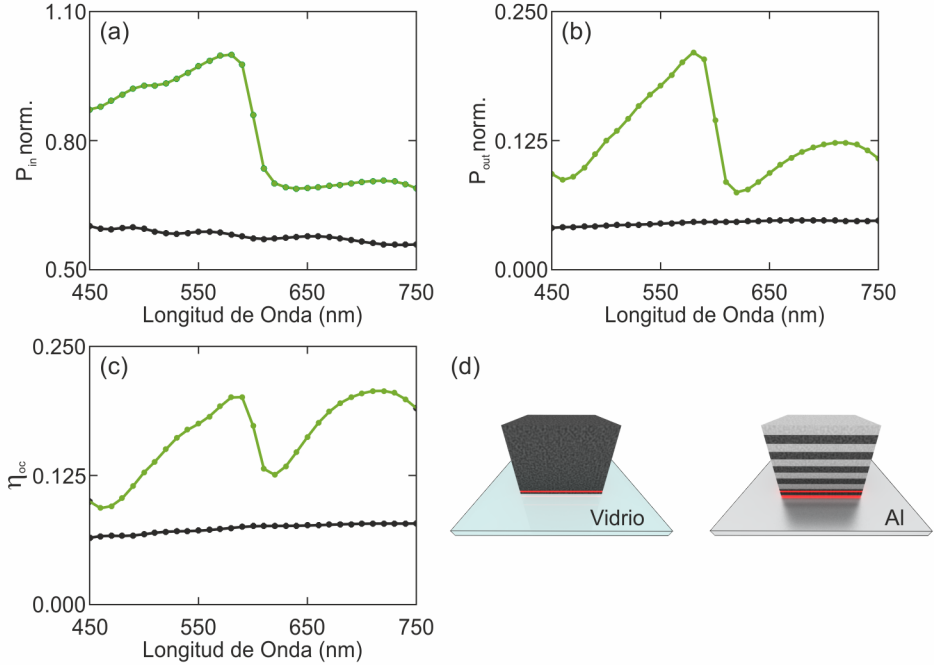 (a)
1.10
0.80
0.50
P_in norm.
450 550 650 750
Longitud de Onda (nm)
(b)
0.250
0.125
0.000
P_out norm.
450 550 650 750
Longitud de Onda (nm)
(c)
0.250
0.125
0.000
η_oc
450 550 650 750
Longitud de Onda (nm)
(d)
Vidrio
Al